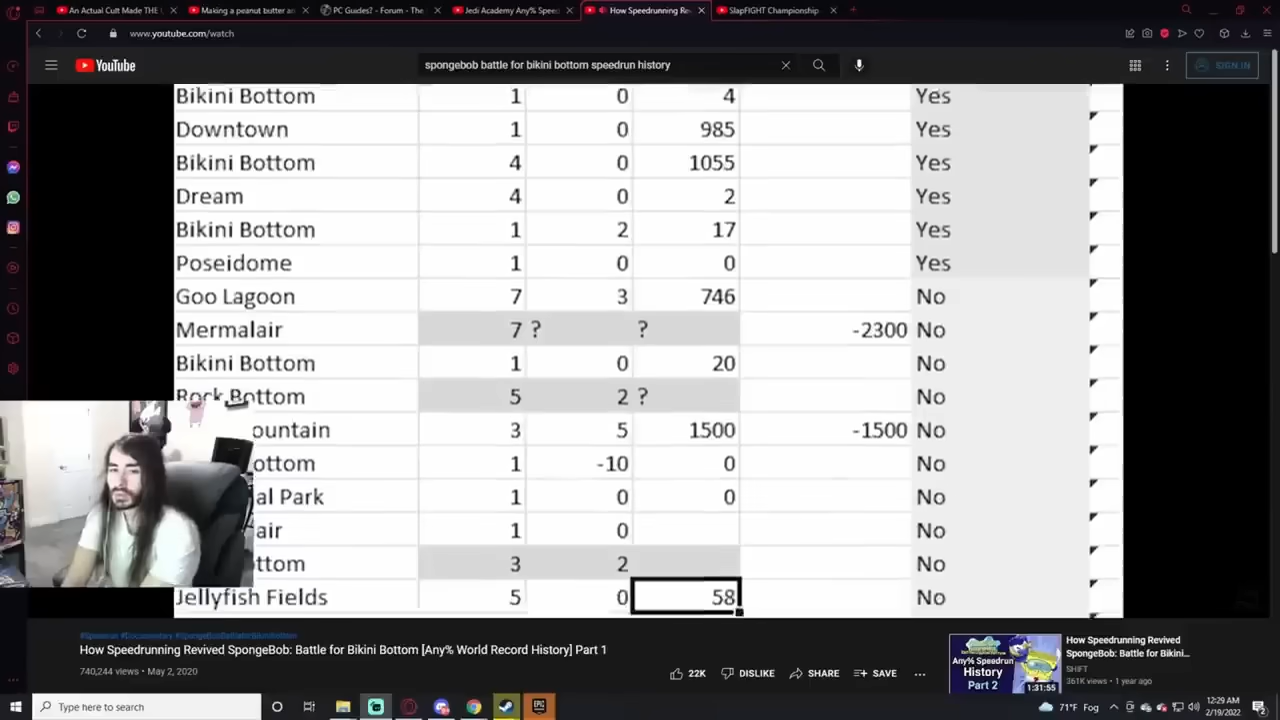 An Actual Cult Made THE
Making a peanut butter an
PC Guides? - Forum - The
Jedi Academy Any% Speed
How Speedrunning Rev
SlapFIGHT Championship
www.youtube.com/watch
YouTube
spongebob battle for bikini bottom speedrun history
SIGN IN
Bikini Bottom 1 0 4 Yes
Downtown 1 0 985 Yes
Bikini Bottom 4 0 1055 Yes
Dream 4 0 2 Yes
Bikini Bottom 1 2 17 Yes
Poseidome 1 0 0 Yes
Goo Lagoon 7 3 746 No
Mermalair 7 ? ? -2300 No
Bikini Bottom 1 0 20 No
Rock Bottom 5 2 ? No
ountain 3 5 1500 -1500 No
ottom 1 -10 0 No
al Park 1 0 0 No
air 1 0 No
ottom 3 2 No
Jellyfish Fields 5 0 58 No
#Speedrun #Documentary #SpongeBobBattleforBikiniBottom
How Speedrunning Revived SpongeBob: Battle for Bikini Bottom [Any% World Record History] Part 1
740,244 views • May 2, 2020
22K
DISLIKE
SHARE
SAVE
Any% Speedrun
History
Part 2
1:31:55
How Speedrunning Revived
SpongeBob: Battle for Bikini...
SHIFT
361K views • 1 year ago
Type here to search
EPIC
71°F Fog
12:29 AM
2/19/2022
2